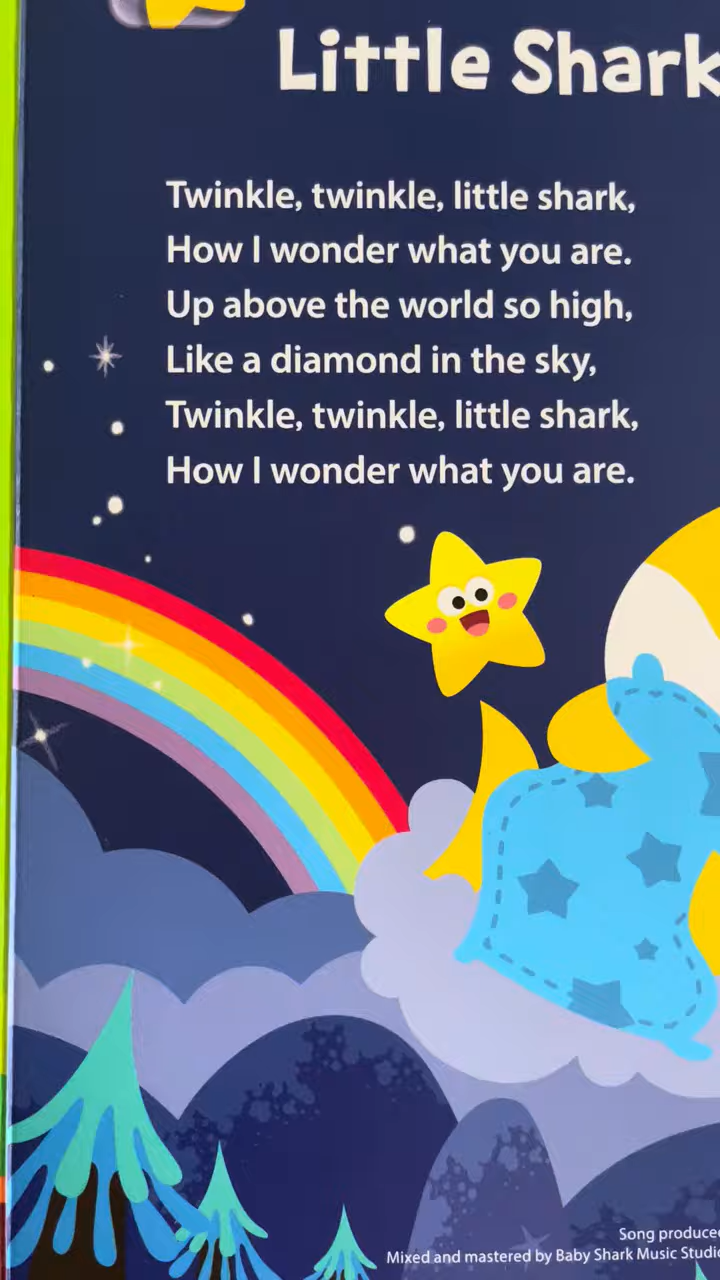 Little Shark
Twinkle, twinkle, little shark,
How I wonder what you are.
Up above the world so high,
Like a diamond in the sky,
Twinkle, twinkle, little shark,
How I wonder what you are.
Song produced
Mixed and mastered by Baby Shark Music Studio